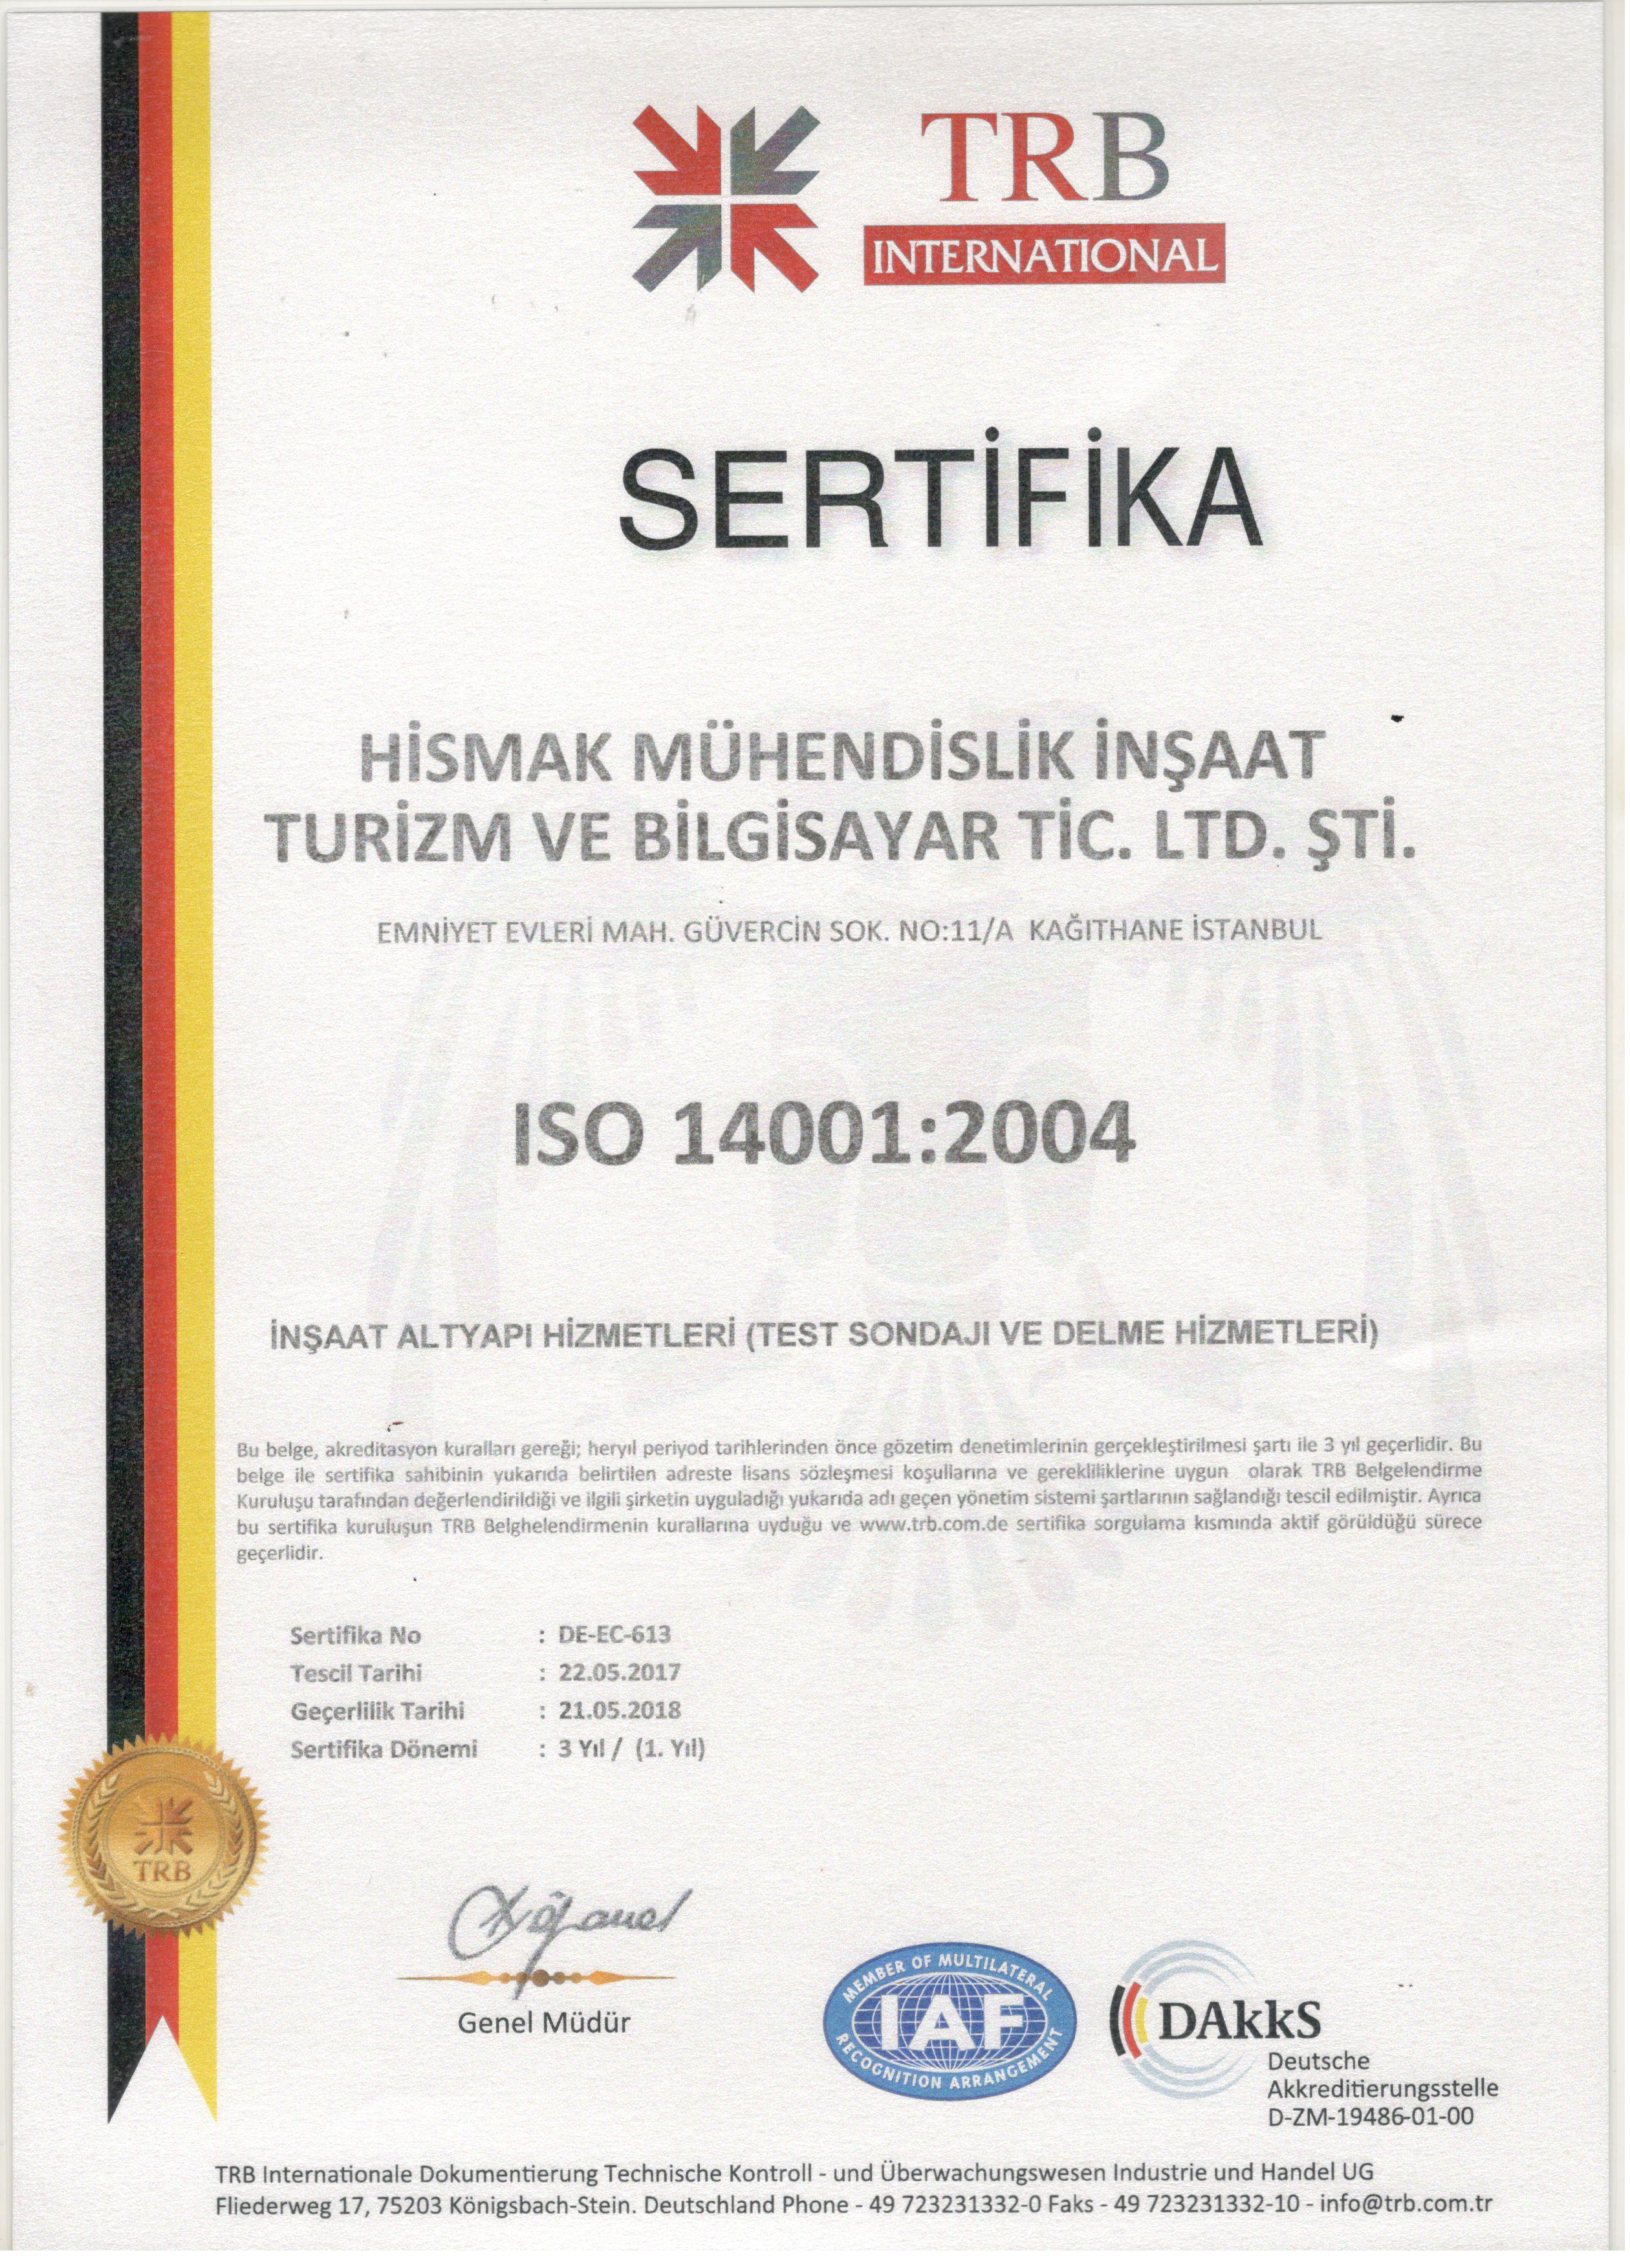 TRB
INTERNATIONAL
SERTİFİKA
HİSMAK MÜHENDİSLİK İNŞAAT
TURİZM VE BİLGİSAYAR TİC. LTD. ŞTİ.
EMNİYET EVLERİ MAH. GÜVERCİN SOK. NO:11/A KAĞITHANE İSTANBUL
ISO 14001:2004
İNŞAAT ALTYAPI HİZMETLERİ (TEST SONDAJI VE DELME HİZMETLERİ)
Bu belge, akreditasyon kuralları gereği; heryıl periyod tarihlerinden önce gözetim denetimlerinin gerçekleştirilmesi şartı ile 3 yıl geçerlidir. Bu
belge ile sertifika sahibinin yukarıda belirtilen adreste lisans sözleşmesi koşullarına ve gerekliliklerine uygun olarak TRB Belgelendirme
Kuruluşu tarafından değerlendirildiği ve ilgili şirketin uyguladığı yukarıda adı geçen yönetim sistemi şartlarının sağlandığı tescil edilmiştir. Ayrıca
bu sertifika kuruluşun TRB Belghelendirmenin kurallarına uyduğu ve www.trb.com.de sertifika sorgulama kısmında aktif görüldüğü sürece
geçerlidir.
Sertifika No : DE-EC-613
Tescil Tarihi : 22.05.2017
Geçerlilik Tarihi : 21.05.2018
Sertifika Dönemi : 3 Yıl / (1. Yıl)
TRB
Genel Müdür
MEMBER OF MULTILATERAL
IAF
RECOGNITION ARRANGEMENT
DAkkS
Deutsche
Akkreditierungsstelle
D-ZM-19486-01-00
TRB Internationale Dokumentierung Technische Kontroll - und Überwachungswesen Industrie und Handel UG
Fliederweg 17, 75203 Königsbach-Stein. Deutschland Phone - 49 723231332-0 Faks - 49 723231332-10 - info@trb.com.tr